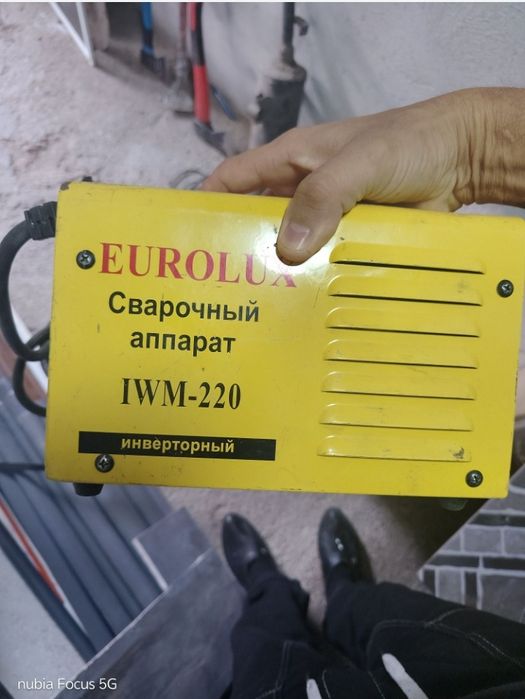 EUROLUX
Сварочный
аппарат
IWM-220
инверторный
nubia Focus 5G